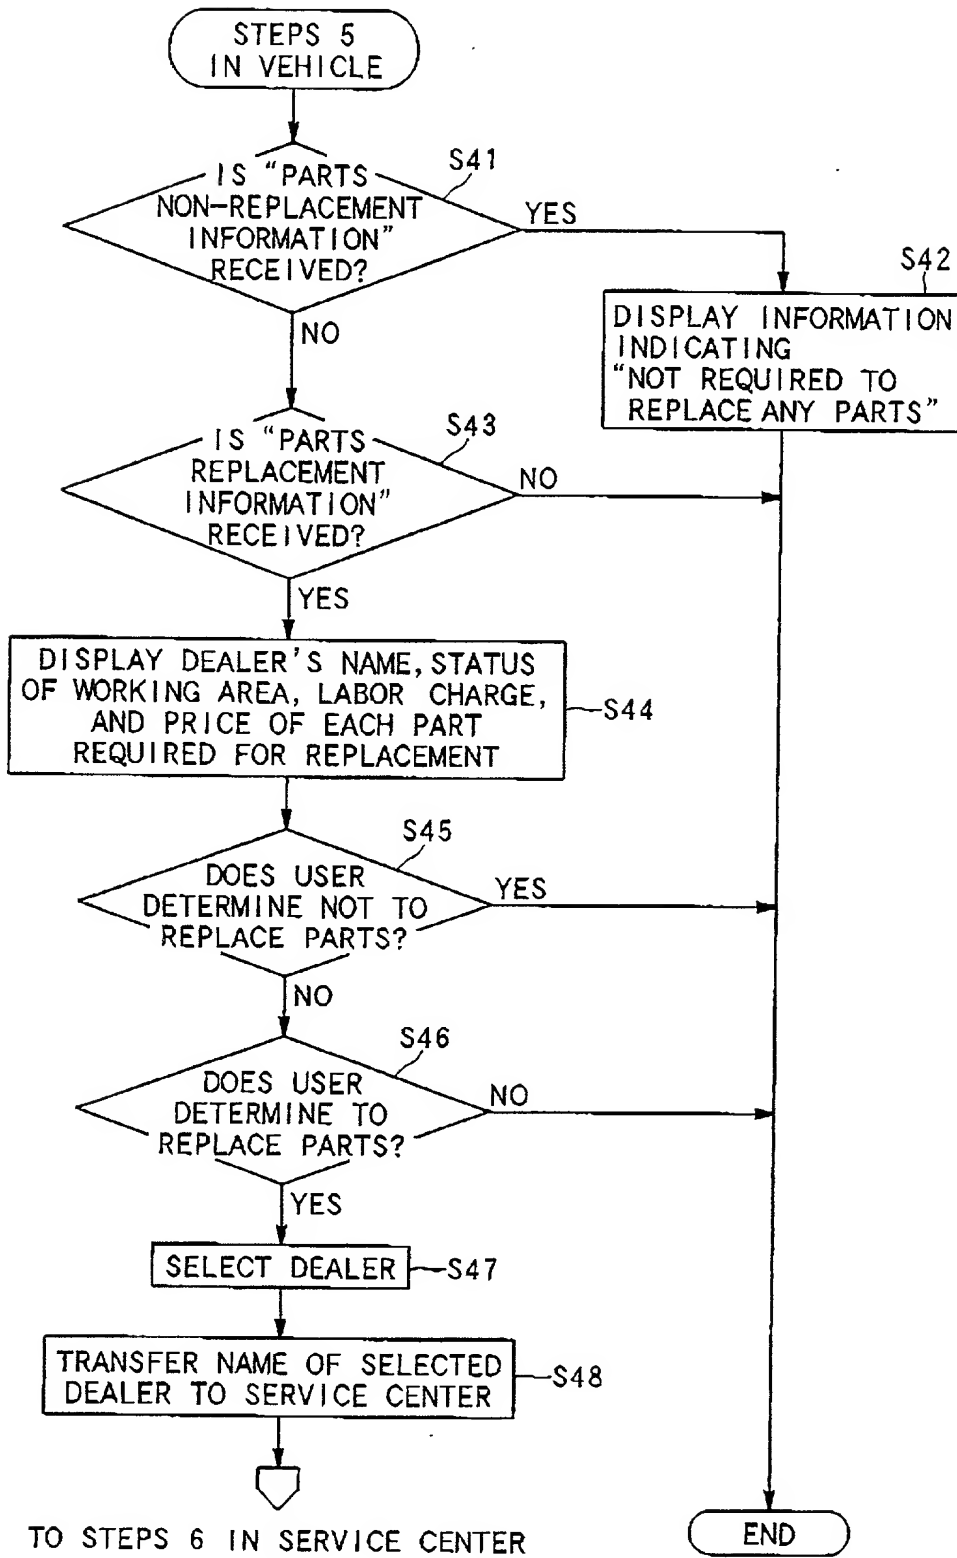 STEPS 5
IN VEHICLE
S41
IS "PARTS
NON-REPLACEMENT
INFORMATION"
RECEIVED?
YES
NO
S42
DISPLAY INFORMATION
INDICATING
"NOT REQUIRED TO
REPLACE ANY PARTS"
S43
IS "PARTS
REPLACEMENT
INFORMATION"
RECEIVED?
NO
YES
DISPLAY DEALER'S NAME, STATUS
OF WORKING AREA, LABOR CHARGE,
AND PRICE OF EACH PART
REQUIRED FOR REPLACEMENT
S44
S45
DOES USER
DETERMINE NOT TO
REPLACE PARTS?
YES
NO
S46
DOES USER
DETERMINE TO
REPLACE PARTS?
NO
YES
SELECT DEALER
S47
TRANSFER NAME OF SELECTED
DEALER TO SERVICE CENTER
S48
TO STEPS 6 IN SERVICE CENTER
END